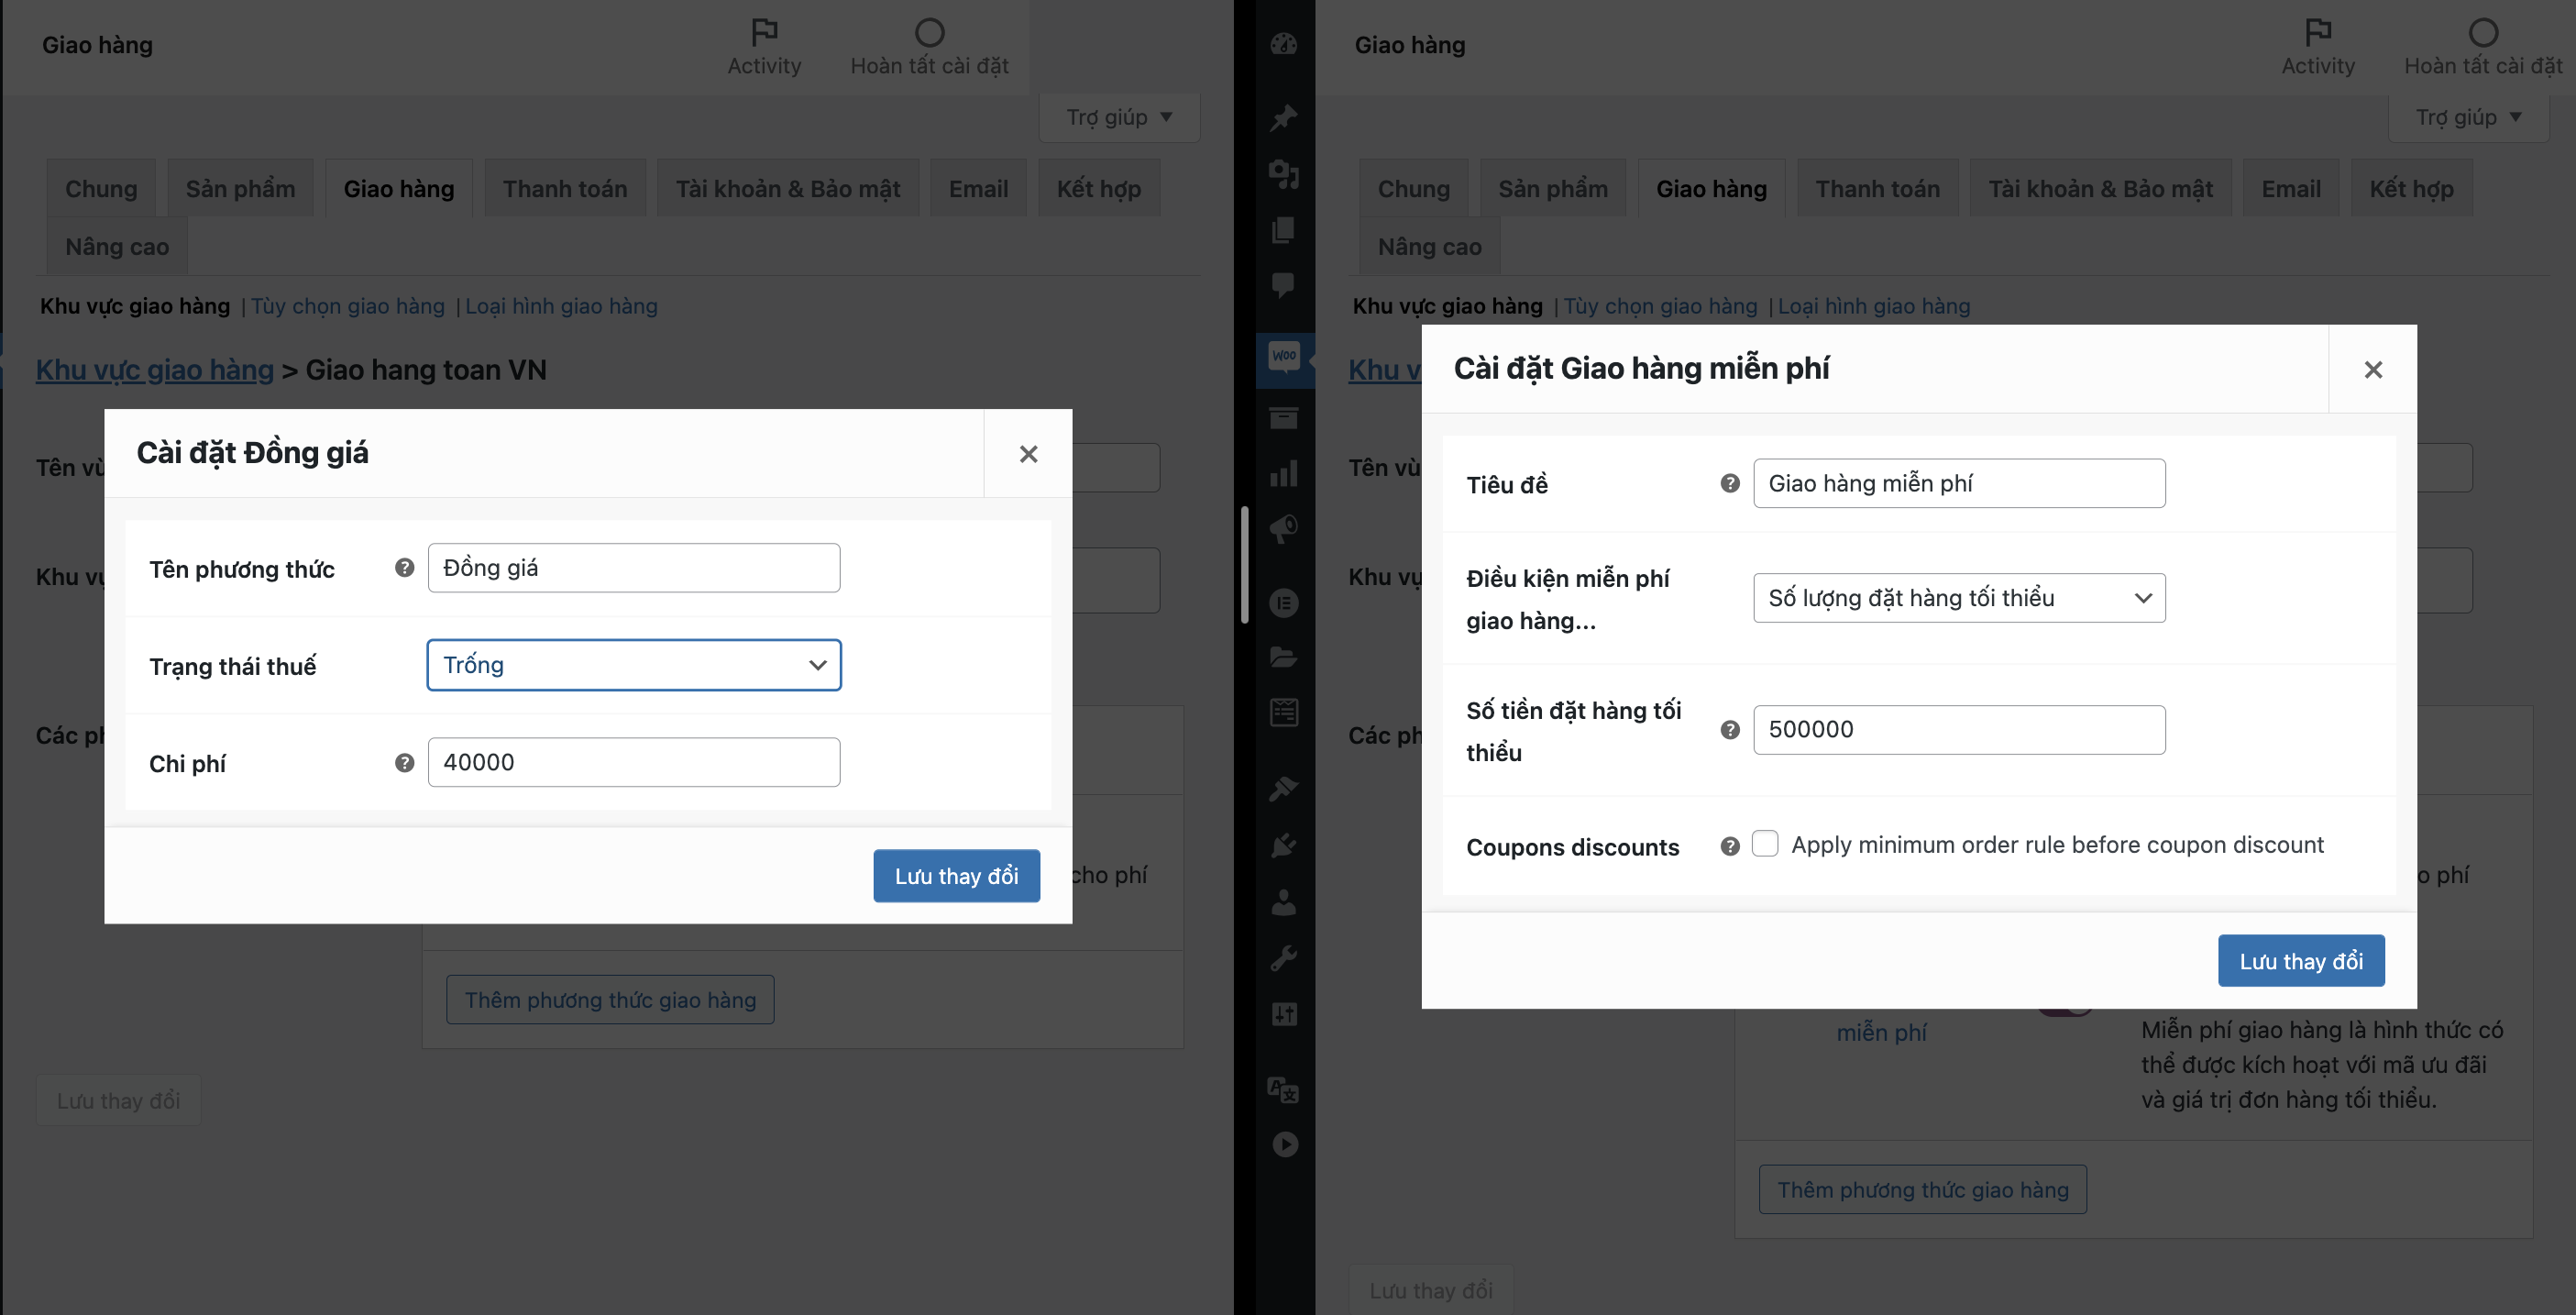 Giao hàng
Activity
Hoàn tất cài đặt
Trợ giúp
Chung
Sản phẩm
Giao hàng
Thanh toán
Tài khoản & Bảo mật
Email
Kết hợp
Nâng cao
Khu vực giao hàng | Tùy chọn giao hàng | Loại hình giao hàng
Khu vực giao hàng > Giao hang toan VN
Cài đặt Đồng giá
Tên vù
Khu vụ
Tên phương thức
Đồng giá
Trạng thái thuế
Trống
Các ph
Chi phí
40000
cho phí
Lưu thay đổi
Thêm phương thức giao hàng
Lưu thay đổi
Woo
Giao hàng
Activity
Hoàn tất cài đặt
Trợ giúp
Chung
Sản phẩm
Giao hàng
Thanh toán
Tài khoản & Bảo mật
Email
Kết hợp
Nâng cao
Khu vực giao hàng | Tùy chọn giao hàng | Loại hình giao hàng
Khu v
Cài đặt Giao hàng miễn phí
Tên vù
Tiêu đề
Giao hàng miễn phí
Khu vụ
Điều kiện miễn phí
giao hàng...
Số lượng đặt hàng tối thiểu
Các ph
Số tiền đặt hàng tối
thiểu
500000
Coupons discounts
Apply minimum order rule before coupon discount
o phí
Lưu thay đổi
miễn phí
Miễn phí giao hàng là hình thức có
thể được kích hoạt với mã ưu đãi
và giá trị đơn hàng tối thiểu.
Thêm phương thức giao hàng
Lưu thay đổi